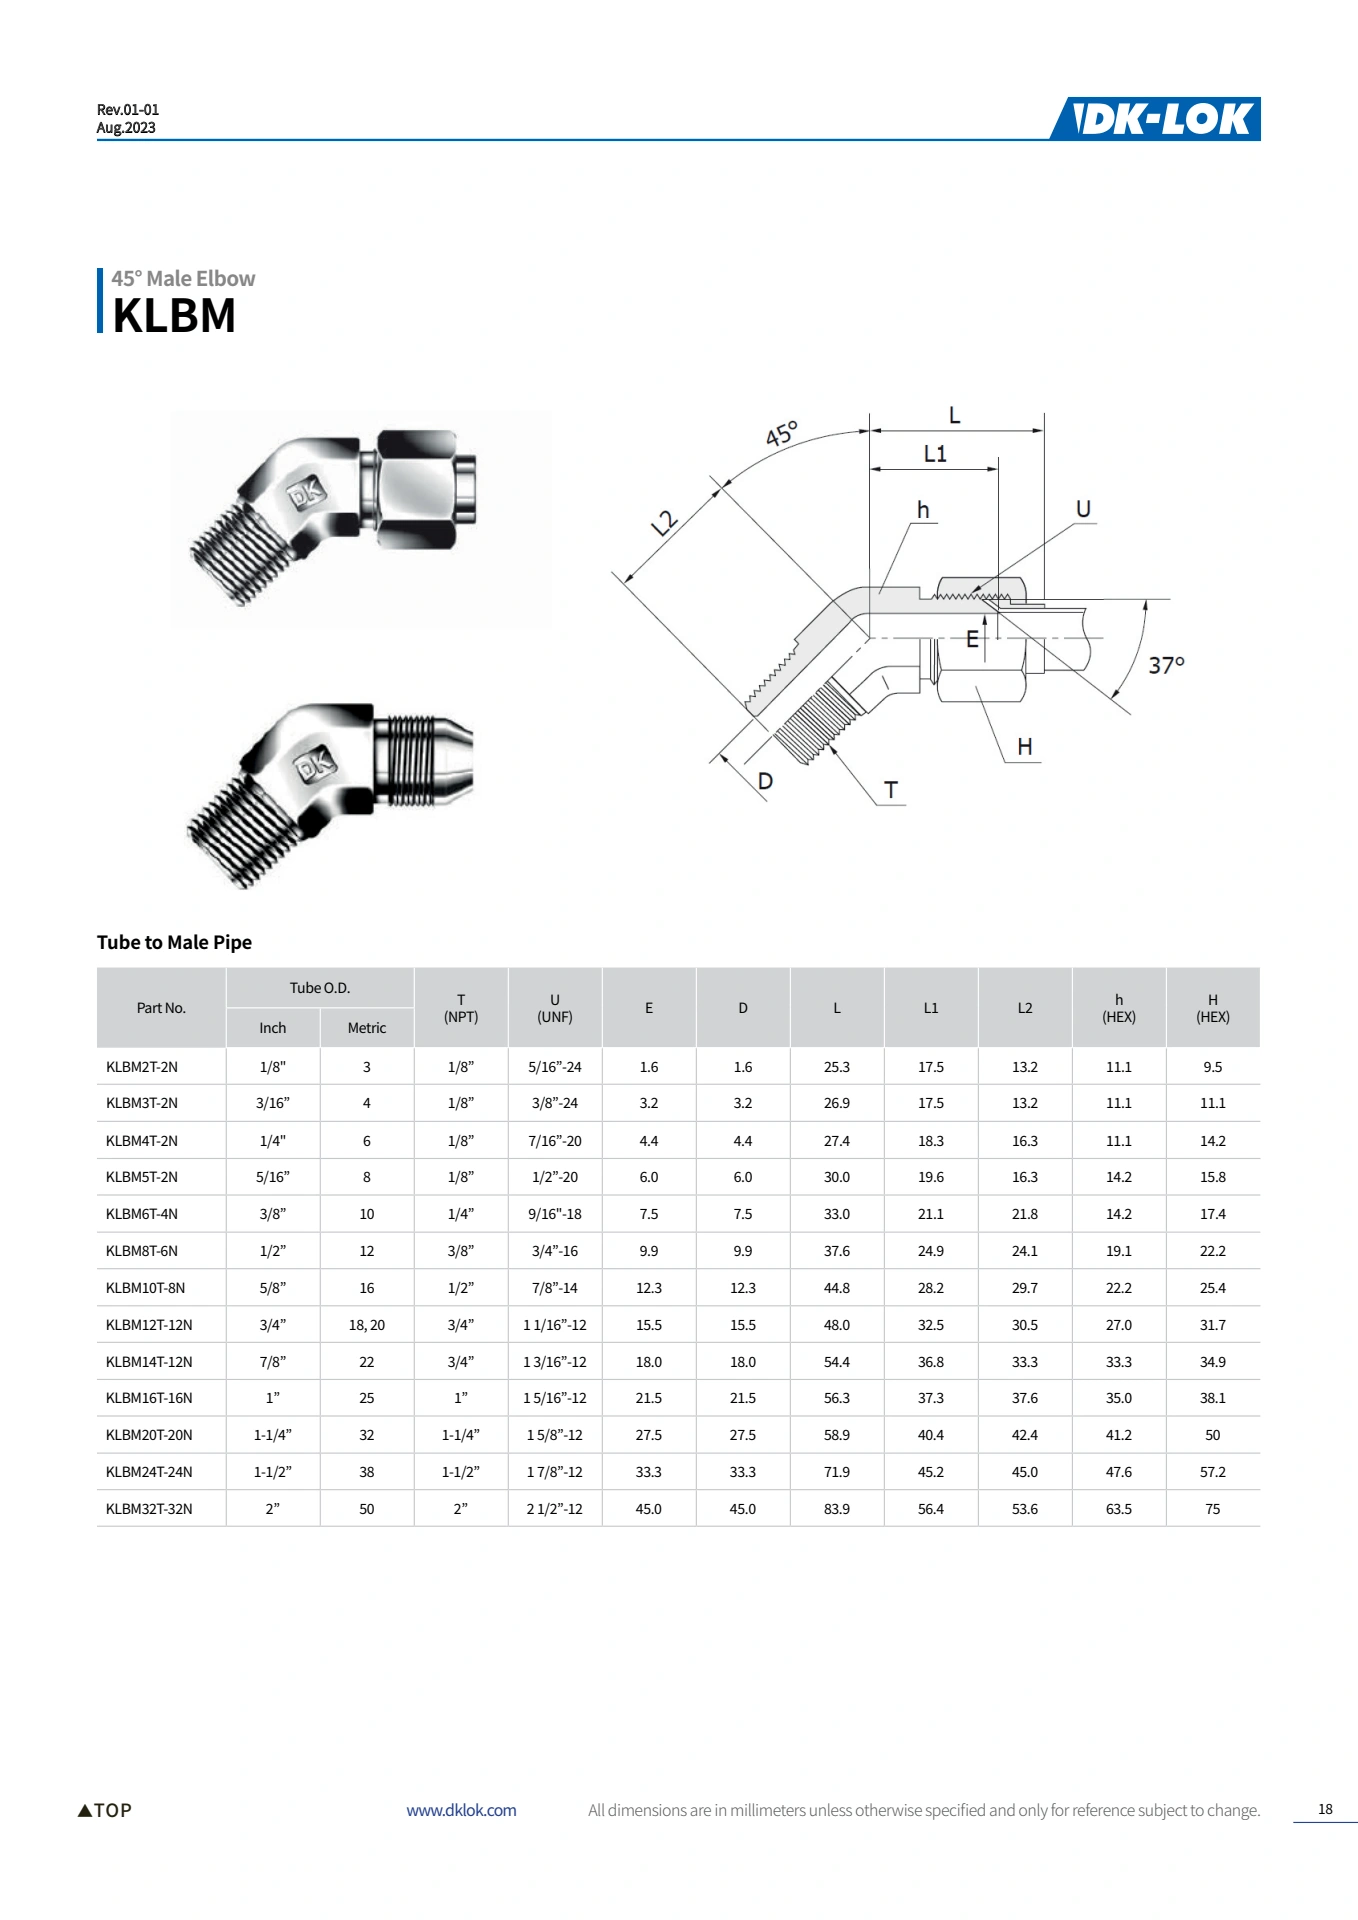 Rev.01-01
Aug.2023
DK-LOK
45° Male Elbow
KLBM
DK
DK
L
45°
L1
L2
h
U
E
37°
H
D
T
Tube to Male Pipe
Part No. Tube O.D. T (NPT) U (UNF) E D L L1 L2 h (HEX) H (HEX)
Inch Metric
KLBM2T-2N 1/8" 3 1/8” 5/16”-24 1.6 1.6 25.3 17.5 13.2 11.1 9.5
KLBM3T-2N 3/16” 4 1/8” 3/8”-24 3.2 3.2 26.9 17.5 13.2 11.1 11.1
KLBM4T-2N 1/4" 6 1/8” 7/16”-20 4.4 4.4 27.4 18.3 16.3 11.1 14.2
KLBM5T-2N 5/16” 8 1/8” 1/2”-20 6.0 6.0 30.0 19.6 16.3 14.2 15.8
KLBM6T-4N 3/8” 10 1/4” 9/16"-18 7.5 7.5 33.0 21.1 21.8 14.2 17.4
KLBM8T-6N 1/2” 12 3/8” 3/4”-16 9.9 9.9 37.6 24.9 24.1 19.1 22.2
KLBM10T-8N 5/8” 16 1/2” 7/8”-14 12.3 12.3 44.8 28.2 29.7 22.2 25.4
KLBM12T-12N 3/4” 18, 20 3/4” 1 1/16”-12 15.5 15.5 48.0 32.5 30.5 27.0 31.7
KLBM14T-12N 7/8” 22 3/4” 1 3/16”-12 18.0 18.0 54.4 36.8 33.3 33.3 34.9
KLBM16T-16N 1” 25 1” 1 5/16”-12 21.5 21.5 56.3 37.3 37.6 35.0 38.1
KLBM20T-20N 1-1/4” 32 1-1/4” 1 5/8”-12 27.5 27.5 58.9 40.4 42.4 41.2 50
KLBM24T-24N 1-1/2” 38 1-1/2” 1 7/8”-12 33.3 33.3 71.9 45.2 45.0 47.6 57.2
KLBM32T-32N 2” 50 2” 2 1/2”-12 45.0 45.0 83.9 56.4 53.6 63.5 75
▲TOP
www.dklok.com
All dimensions are in millimeters unless otherwise specified and only for reference subject to change.
18